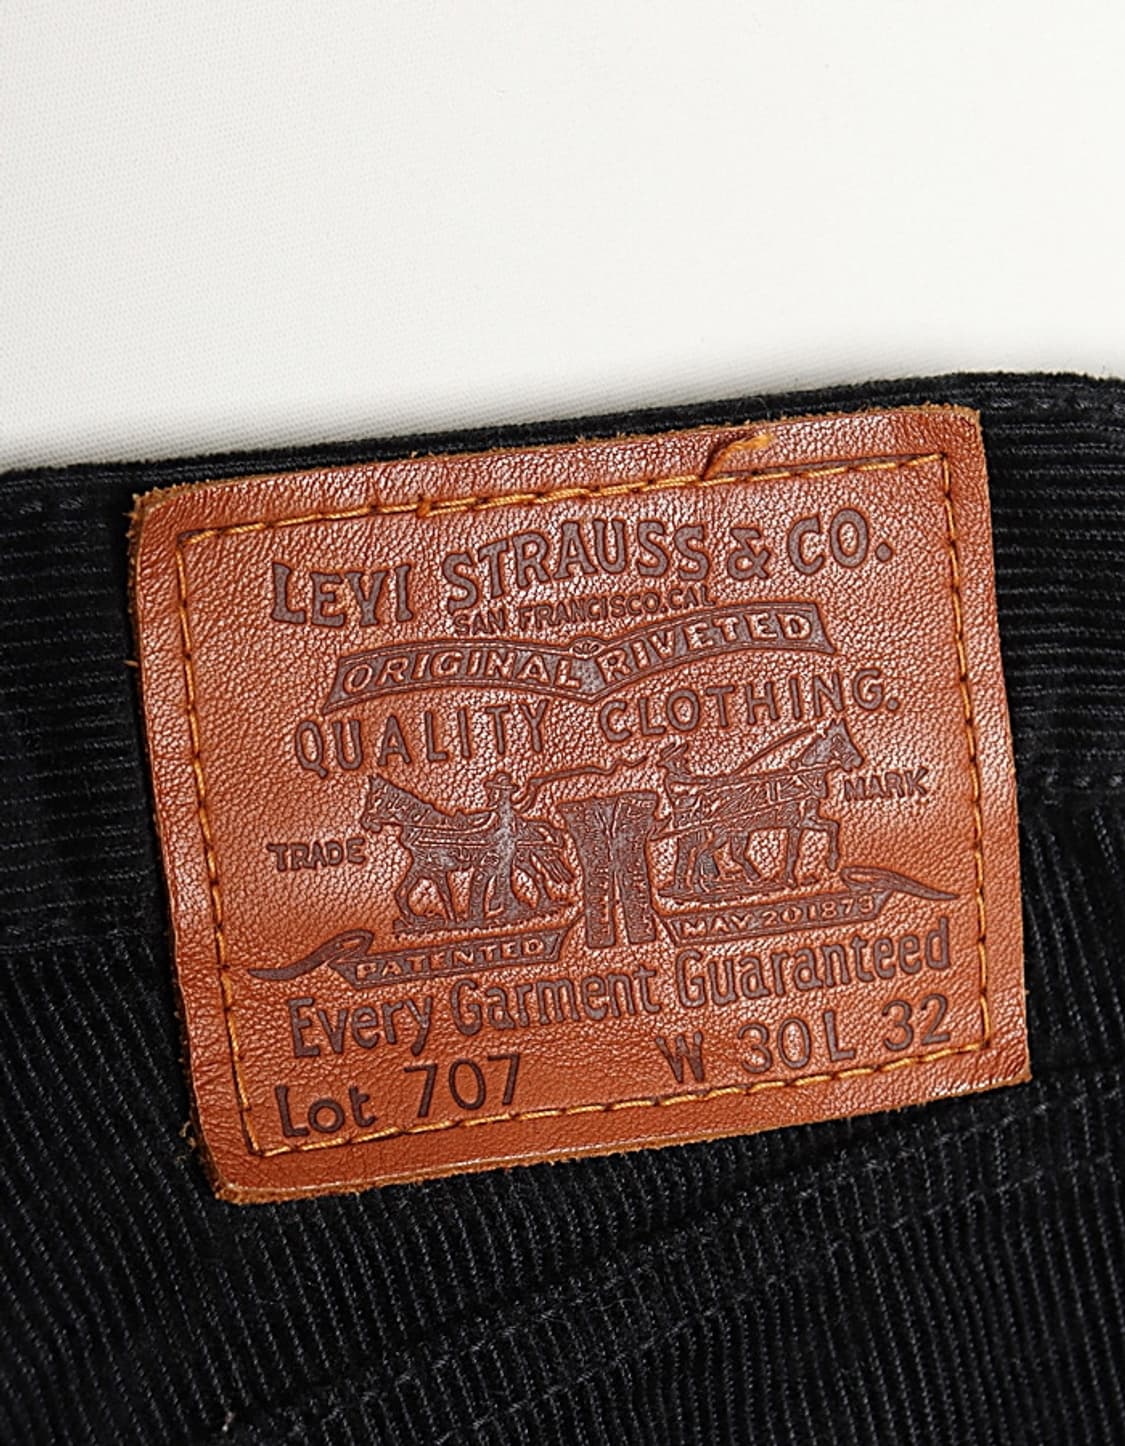 LEVI STRAUSS & CO.
SAN FRANCISCO, CAL
ORIGINAL RIVETED
QUALITY CLOTHING.
TRADE MARK
PATENTED MAY 20 1873
Every Garment Guaranteed
Lot 707 W 30 L 32